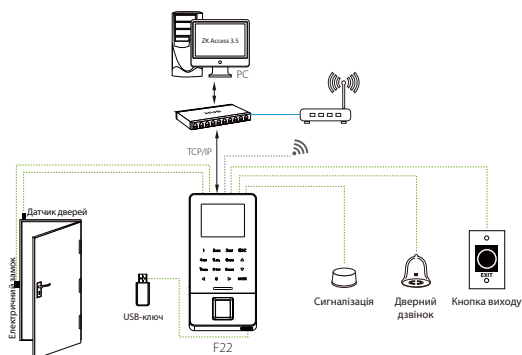 ZK Access 3.5
PC
TCP/IP
Датчик дверей
Електричний замок
USB-ключ
F22
Сигналізація
Дверний
дзвінок
EXIT
Кнопка виходу